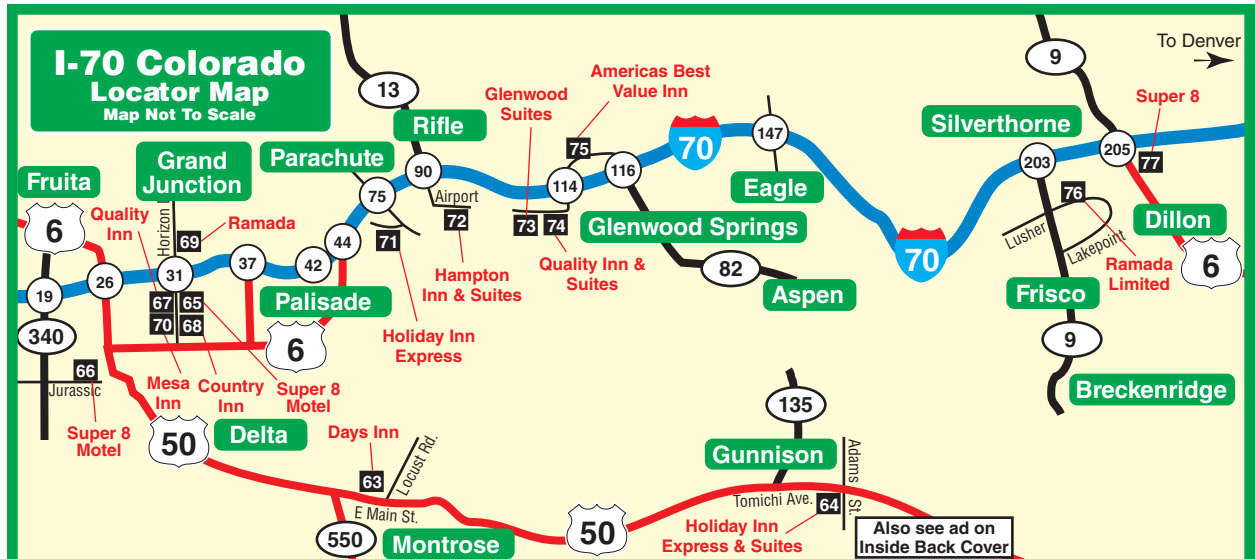 I-70 Colorado
Locator Map
Map Not To Scale
13
9
To Denver
Americas Best
Value Inn
Glenwood
Suites
Super 8
Rifle
Silverthorne
Grand
Junction
Parachute
75
70
147
205
90
116
203
77
Fruita
75
114
Eagle
Airport
76
Quality
Inn
Horizon
69
Ramada
71
72
73
74
Glenwood Springs
Lusher
Lakepoint
Dillon
6
44
Hampton
Inn & Suites
Quality Inn &
Suites
82
70
Ramada
Limited
6
26
31
37
42
19
67
65
Palisade
Aspen
Frisco
70
68
340
6
Holiday Inn
Express
9
66
Jurassic
Mesa
Inn
Country
Inn
Super 8
Motel
Breckenridge
Super 8
Motel
50
Delta
135
Days Inn
Locust Rd.
Gunnison
Adams
St.
63
Tomichi Ave.
64
E Main St.
550
Montrose
50
Holiday Inn
Express & Suites
Also see ad on
Inside Back Cover